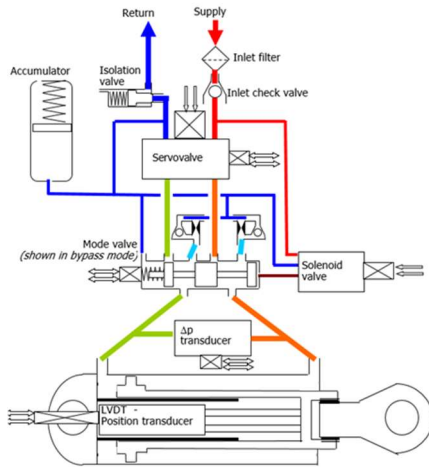 Return
Supply
Inlet filter
Accumulator
Isolation
valve
Inlet check valve
Servovalve
Mode valve
(shown in bypass mode)
Solenoid
valve
Δp
transducer
LVDT -
Position transducer